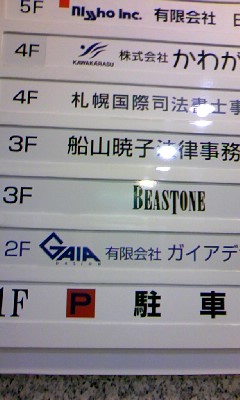 5F nissho inc. 有限会社
4F KAWAKARASU 株式会社 かわが
4F 札幌国際司法書士事
3F 船山暁子法律事務
3F BEASTONE
2F GAIA DESIGN 有限会社 ガイアデ
1F P 駐車